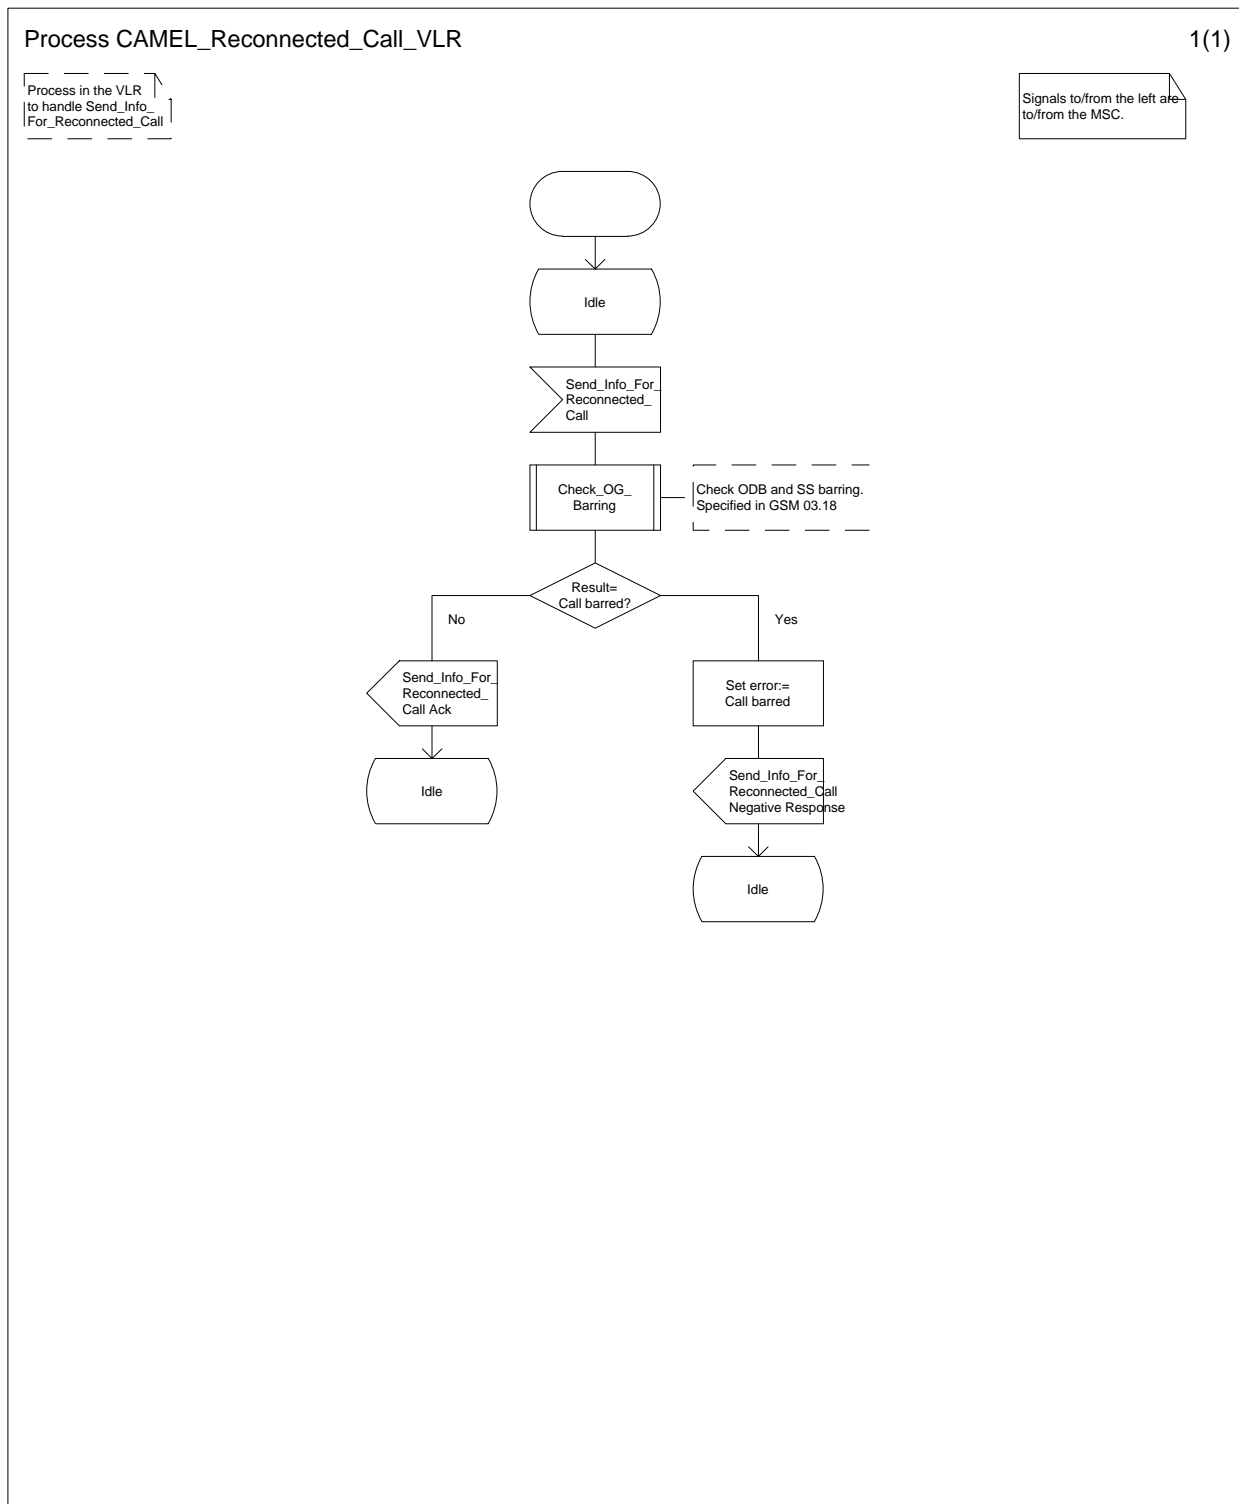 Process CAMEL_Reconnected_Call_VLR
1(1)
Process in the VLR
to handle Send_Info_
For_Reconnected_Call
Signals to/from the left are
to/from the MSC.
Idle
Send_Info_For_
Reconnected_
Call
Check_OG_
Barring
Check ODB and SS barring.
Specified in GSM 03.18
Result=
Call barred?
No
Yes
Send_Info_For_
Reconnected_
Call Ack
Set error:=
Call barred
Idle
Send_Info_For_
Reconnected_Call
Negative Response
Idle